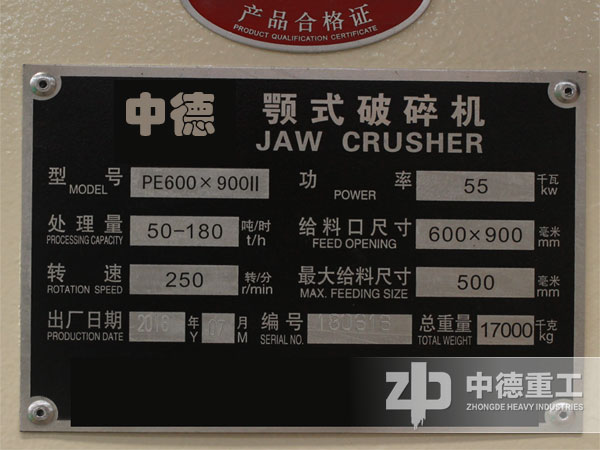 产品合格证
PRODUCT QUALIFICATION CERTIFICATE
中德 颚式破碎机
JAW CRUSHER
型号 PE600×900II 功率 55 千瓦
MODEL POWER kw
处理量 50-180 吨/时 给料口尺寸 600×900 毫米
PROCESSING CAPACITY t/h FEED OPENING mm
转速 250 转/分 最大给料尺寸 500 毫米
ROTATION SPEED r/min MAX. FEEDING SIZE mm
出厂日期 2018 年 07 月 编号 总重量 17000 千克
PRODUCTION DATE Y M SERIAL NO. TOTAL WEIGHT kg
中德重工
ZHONGDE HEAVY INDUSTRIES